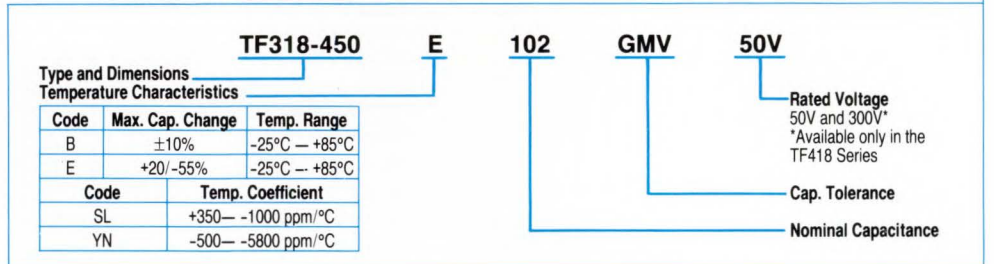 TF318-450 E 102 GMV 50V
Type and Dimensions
Temperature Characteristics
Code Max. Cap. Change Temp. Range
B ±10% -25°C — +85°C
E +20/-55% -25°C –- +85°C
Code Temp. Coefficient
SL +350— -1000 ppm/°C
YN -500— -5800 ppm/°C
Rated Voltage
50V and 300V*
*Available only in the
TF418 Series
Cap. Tolerance
Nominal Capacitance